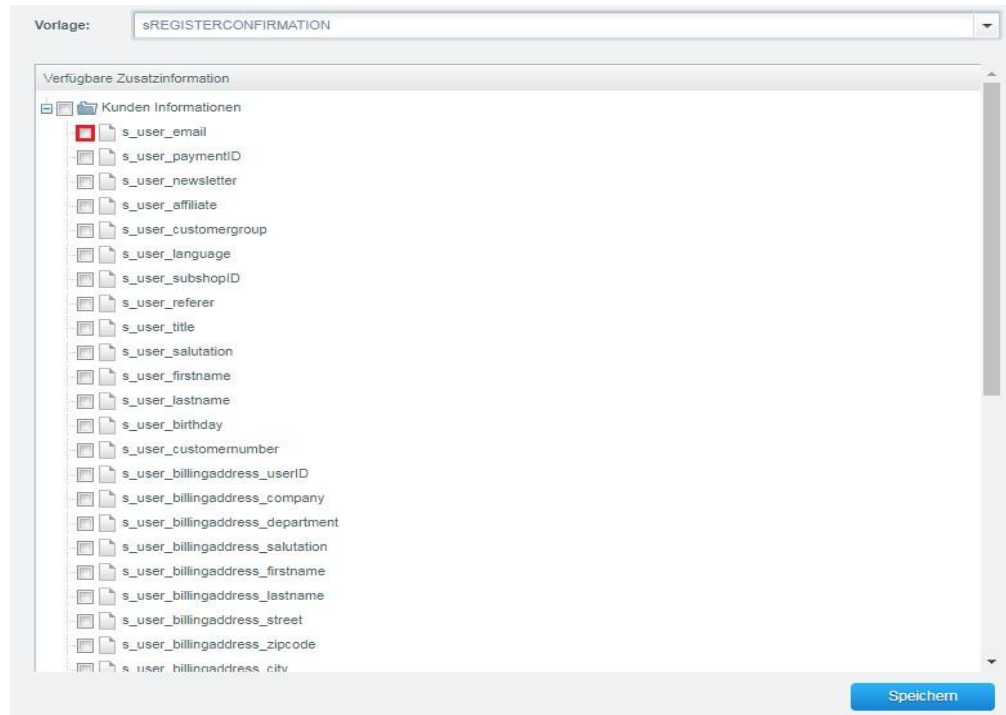 Vorlage: sREGISTERCONFIRMATION
Verfügbare Zusatzinformation
Kunden Informationen
s_user_email
s_user_paymentID
s_user_newsletter
s_user_affiliate
s_user_customergroup
s_user_language
s_user_subshopID
s_user_referer
s_user_title
s_user_salutation
s_user_firstname
s_user_lastname
s_user_birthday
s_user_customernumber
s_user_billingaddress_userID
s_user_billingaddress_company
s_user_billingaddress_department
s_user_billingaddress_salutation
s_user_billingaddress_firstname
s_user_billingaddress_lastname
s_user_billingaddress_street
s_user_billingaddress_zipcode
s_user_billingaddress_city
Speichern